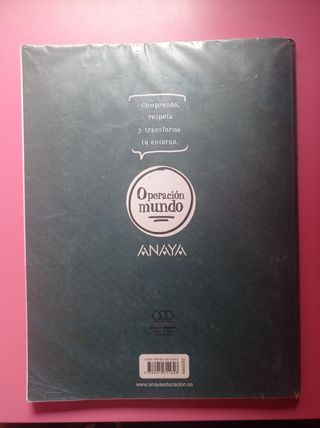 Comprende,
respeta
y transforma
tu entorno.
Operación
mundo
ANAYA
www.anayaeducacion.es